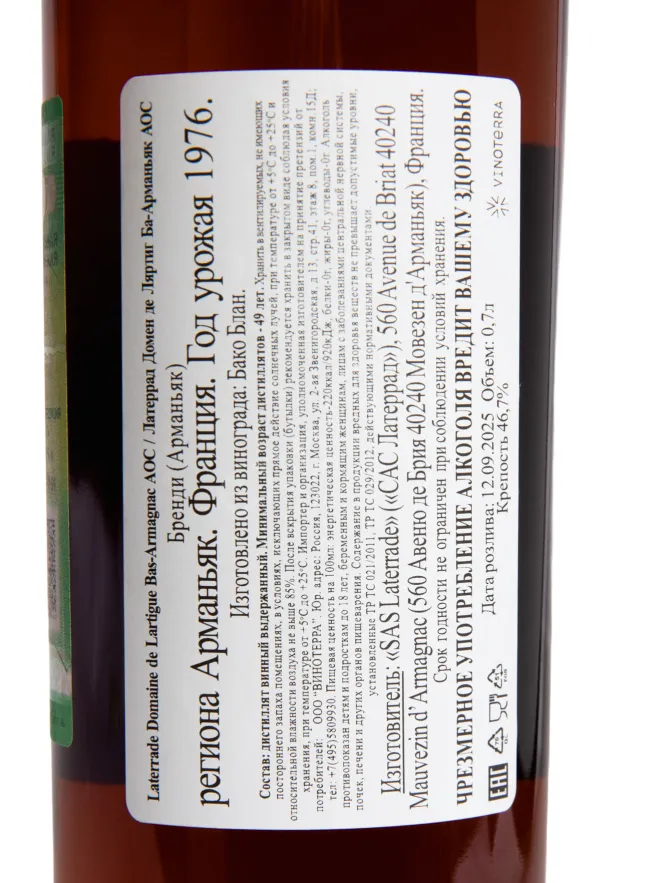 Laterrade Domaine de Lartigue Bas-Armagnac AOC / Латеррад Домен де Лартиг Ба-Арманьяк АОС
Бренди (Арманьяк)
региона Арманьяк. Франция. Год урожая 1976.
Изготовлено из винограда: Бако Блан.
Состав: дистиллят винный выдержанный. Минимальный возраст дистиллятов - 49 лет. Хранить в вентилируемых, не имеющих
постороннего запаха помещениях, в условиях, исключающих прямое действие солнечных лучей, при температуре от +5°С до +25°С и
относительной влажности воздуха не выше 85%. После вскрытия упаковки (бутылки) рекомендуется хранить в закрытом виде соблюдая условия
хранения, при температуре от +5°С до +25°С. Импортер и организация, уполномоченная изготовителем на принятие претензий от
потребителей: ООО "ВИНОТЕРРА". Юр. адрес: Россия, 123022, г. Москва, ул. 2-ая Звенигородская, д 13, стр 41, этаж 8, пом. 1, комн.15Д;
тел: +7(495)5809930. Пищевая ценность на 100мл: энергетическая ценность-220ккал/920кДж, белки-0г, жиры-0г, углеводы-0г. Алкоголь
противопоказан детям и подросткам до 18 лет, беременным и кормящим женщинам, лицам с заболеваниями центральной нервной системы,
почек, печени и других органов пищеварения. Содержание в продукции вредных для здоровья веществ не превышает допустимые уровни,
установленные ТР ТС 021/2011, ТР ТС 029/2012, действующими нормативными документами
Изготовитель: «SAS Laterrade» («САС Латеррад»), 560 Avenue de Briat 40240
Mauvezin d’Armagnac (560 Авеню де Брия 40240 Мовезен д'Арманьяк), Франция.
Срок годности не ограничен при соблюдении условий хранения.
ЧРЕЗМЕРНОЕ УПОТРЕБЛЕНИЕ АЛКОГОЛЯ ВРЕДИТ ВАШЕМУ ЗДОРОВЬЮ
Дата розлива: 12.09.2025 Объем: 0,7л
Крепость 46,7%
EAC
VINOTERRA